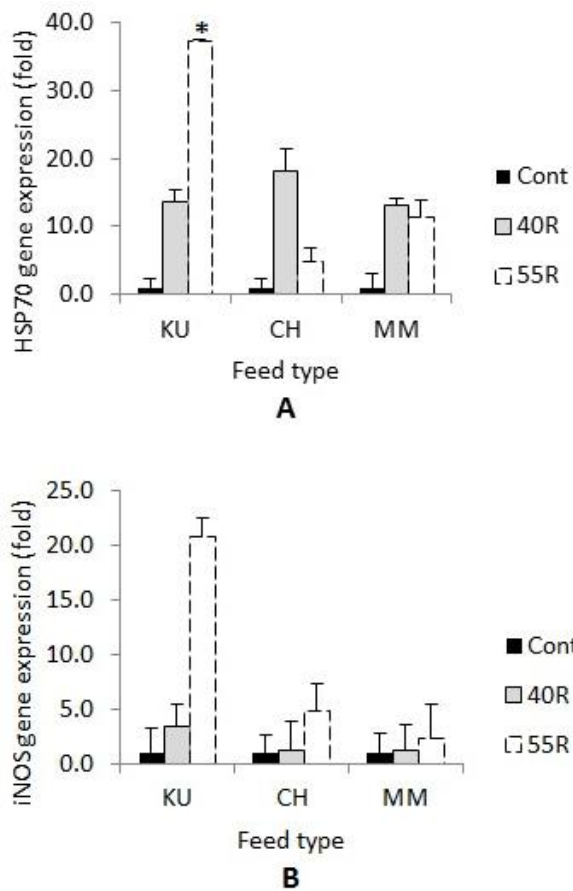 HSP70 gene expression (fold)
40.0
30.0
20.0
10.0
0.0
*
KU CH MM
Feed type
A
Cont
40R
55R
iNOSgene expression (fold)
25.0
20.0
15.0
10.0
5.0
0.0
KU CH MM
Feed type
B
Cont
40R
55R